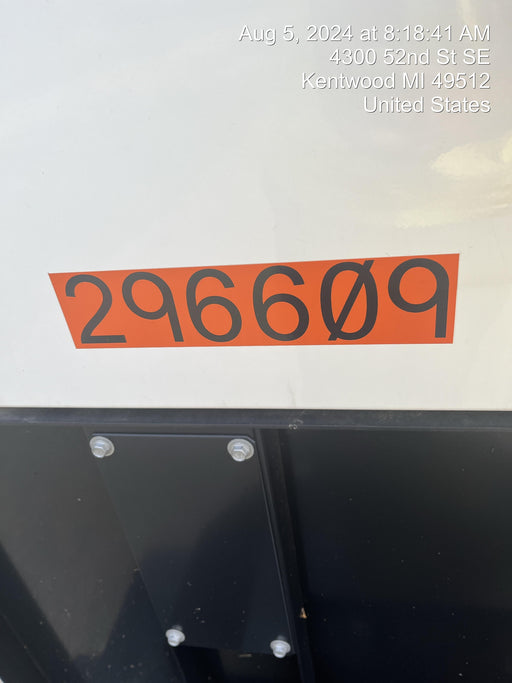 Aug 5, 2024 at 8:18:41 AM
4300 52nd St SE
Kentwood MI 49512
United States
296609